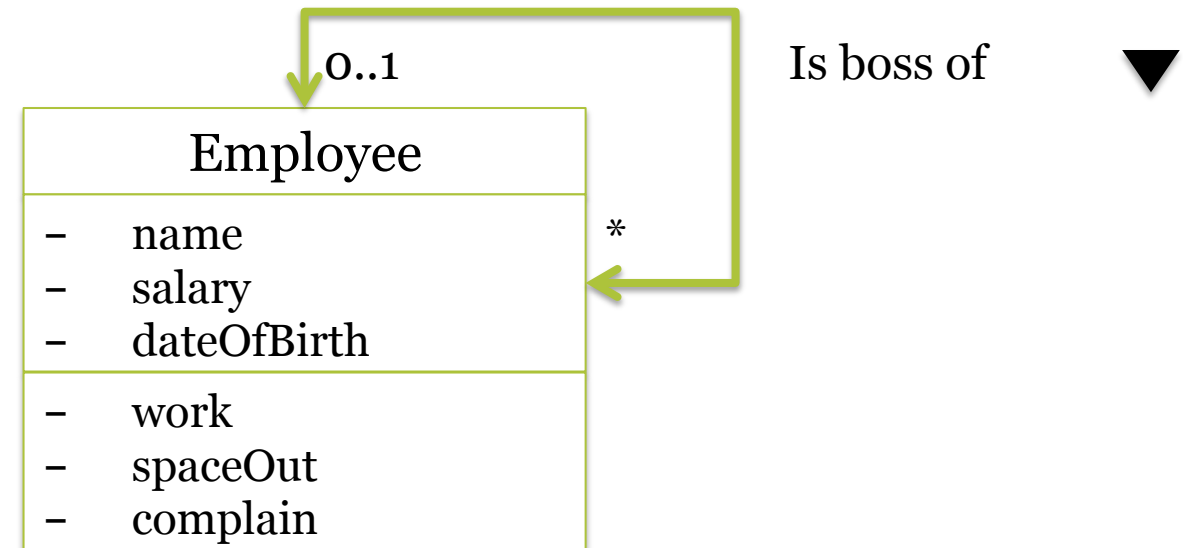 0..1 Is boss of
Employee
– name
*
– salary
– dateOfBirth
– work
– spaceOut
– complain